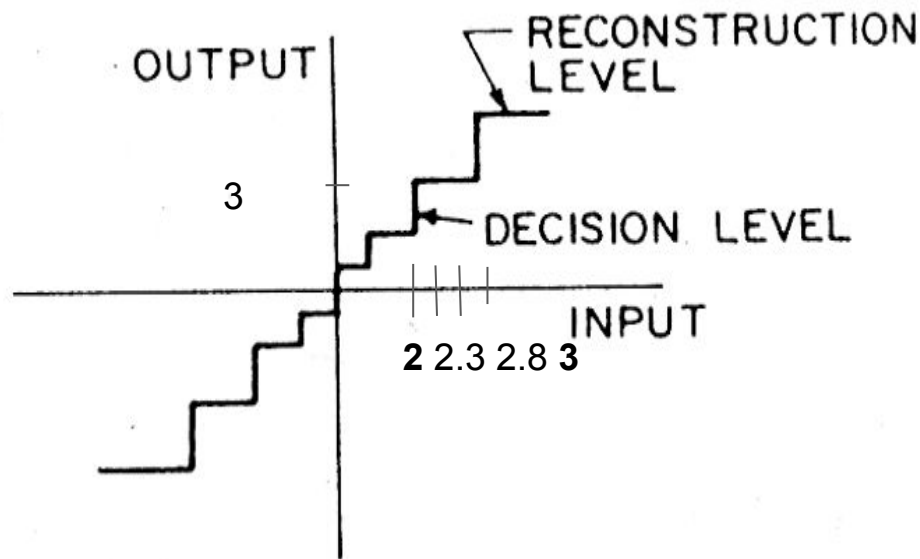 RECONSTRUCTION
LEVEL
OUTPUT
3
DECISION LEVEL
INPUT
2 2.3 2.8 3